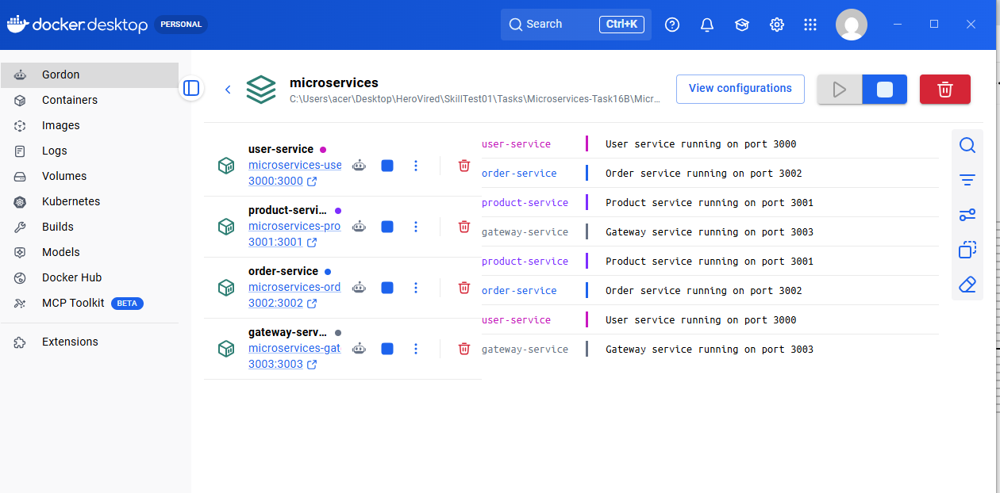 docker.desktop PERSONAL
Search Ctrl+K
Gordon
Containers
Images
Logs
Volumes
Kubernetes
Builds
Models
Docker Hub
MCP Toolkit BETA
Extensions
microservices
C:\Users\acer\Desktop\HeroVired\SkillTest01\Tasks\Microservices-Task16B\Micr...
View configurations
user-service
microservices-use
3000:3000
product-servi...
microservices-pro
3001:3001
order-service
microservices-ord
3002:3002
gateway-serv...
microservices-gat
3003:3003
user-service User service running on port 3000
order-service Order service running on port 3002
product-service Product service running on port 3001
gateway-service Gateway service running on port 3003
product-service Product service running on port 3001
order-service Order service running on port 3002
user-service User service running on port 3000
gateway-service Gateway service running on port 3003